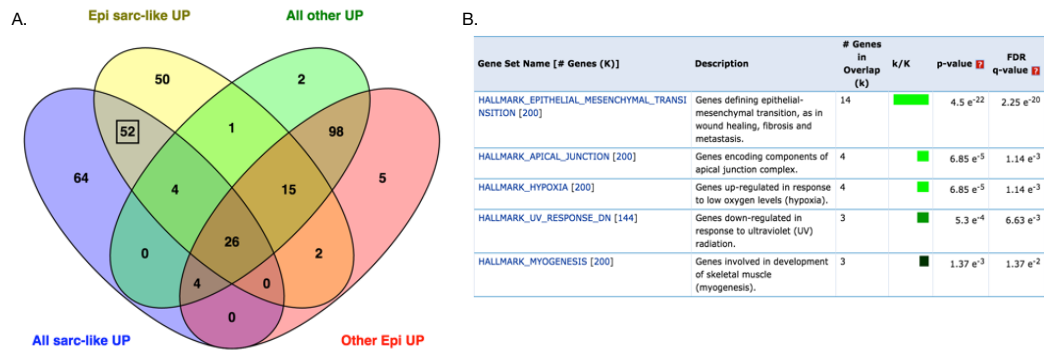 A.
Epi sarc-like UP
All other UP
50
2
52
1
98
64
4
15
5
0
26
2
4
0
0
All sarc-like UP
Other Epi UP
B.
Gene Set Name [# Genes (K)]
Description
# Genes
in
Overlap
(k)
k/K
p-value ?
FDR
q-value ?
HALLMARK_EPITHELIAL_MESENCHYMAL_TRANSI
NSITION [200]
Genes defining epithelial-
mesenchymal transition, as in
wound healing, fibrosis and
metastasis.
14
4.5 e-22
2.25 e-20
HALLMARK_APICAL_JUNCTION [200]
Genes encoding components of
apical junction complex.
4
6.85 e-5
1.14 e-3
HALLMARK_HYPOXIA [200]
Genes up-regulated in response
to low oxygen levels (hypoxia).
4
6.85 e-5
1.14 e-3
HALLMARK_UV_RESPONSE_DN [144]
Genes down-regulated in
response to ultraviolet (UV)
radiation.
3
5.3 e-4
6.63 e-3
HALLMARK_MYOGENESIS [200]
Genes involved in development
of skeletal muscle
(myogenesis).
3
1.37 e-3
1.37 e-2